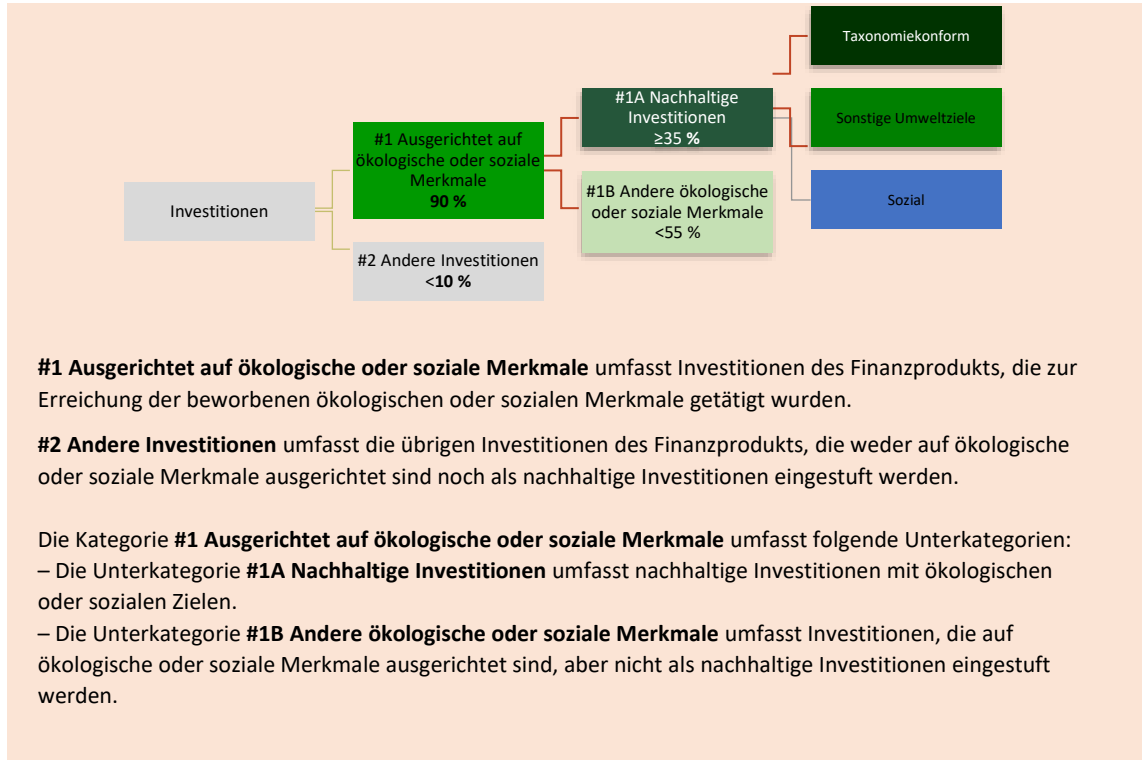 Taxonomiekonform
#1A Nachhaltige
Investitionen
≥35 %
Sonstige Umweltziele
#1 Ausgerichtet auf
ökologische oder soziale
Merkmale
90 %
#1B Andere ökologische
oder soziale Merkmale
<55 %
Sozial
Investitionen
#2 Andere Investitionen
<10 %
#1 Ausgerichtet auf ökologische oder soziale Merkmale umfasst Investitionen des Finanzprodukts, die zur
Erreichung der beworbenen ökologischen oder sozialen Merkmale getätigt wurden.
#2 Andere Investitionen umfasst die übrigen Investitionen des Finanzprodukts, die weder auf ökologische
oder soziale Merkmale ausgerichtet sind noch als nachhaltige Investitionen eingestuft werden.
Die Kategorie #1 Ausgerichtet auf ökologische oder soziale Merkmale umfasst folgende Unterkategorien:
– Die Unterkategorie #1A Nachhaltige Investitionen umfasst nachhaltige Investitionen mit ökologischen
oder sozialen Zielen.
– Die Unterkategorie #1B Andere ökologische oder soziale Merkmale umfasst Investitionen, die auf
ökologische oder soziale Merkmale ausgerichtet sind, aber nicht als nachhaltige Investitionen eingestuft
werden.